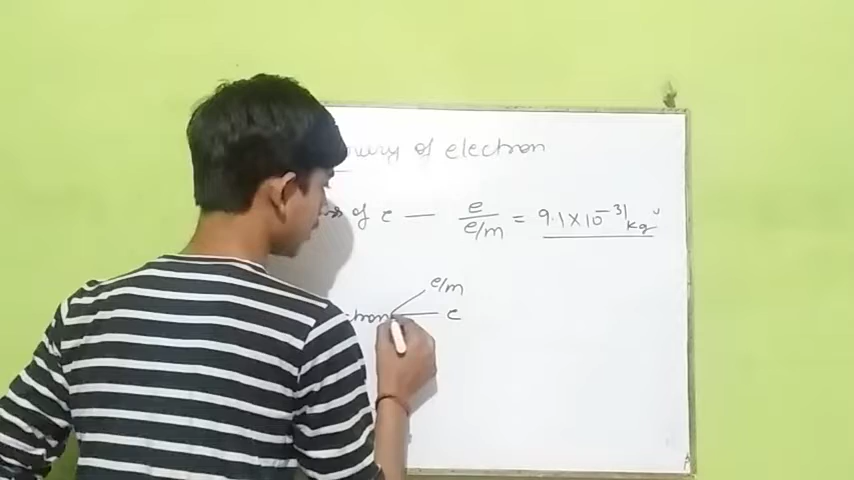 of electron
of e — e / e/m = 9.1 × 10⁻³¹ kg
e/m
e